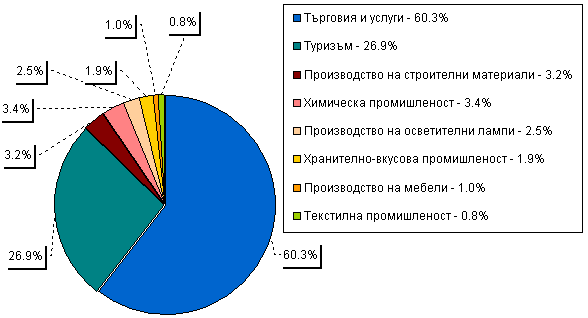 1.0%
0.8%
2.5%
1.9%
3.4%
3.2%
26.9%
60.3%
Търговия и услуги - 60.3%
Туризъм - 26.9%
Производство на строителни материали - 3.2%
Химическа промишленост - 3.4%
Производство на осветителни лампи - 2.5%
Хранително-вкусова промишленост - 1.9%
Производство на мебели - 1.0%
Текстилна промишленост - 0.8%